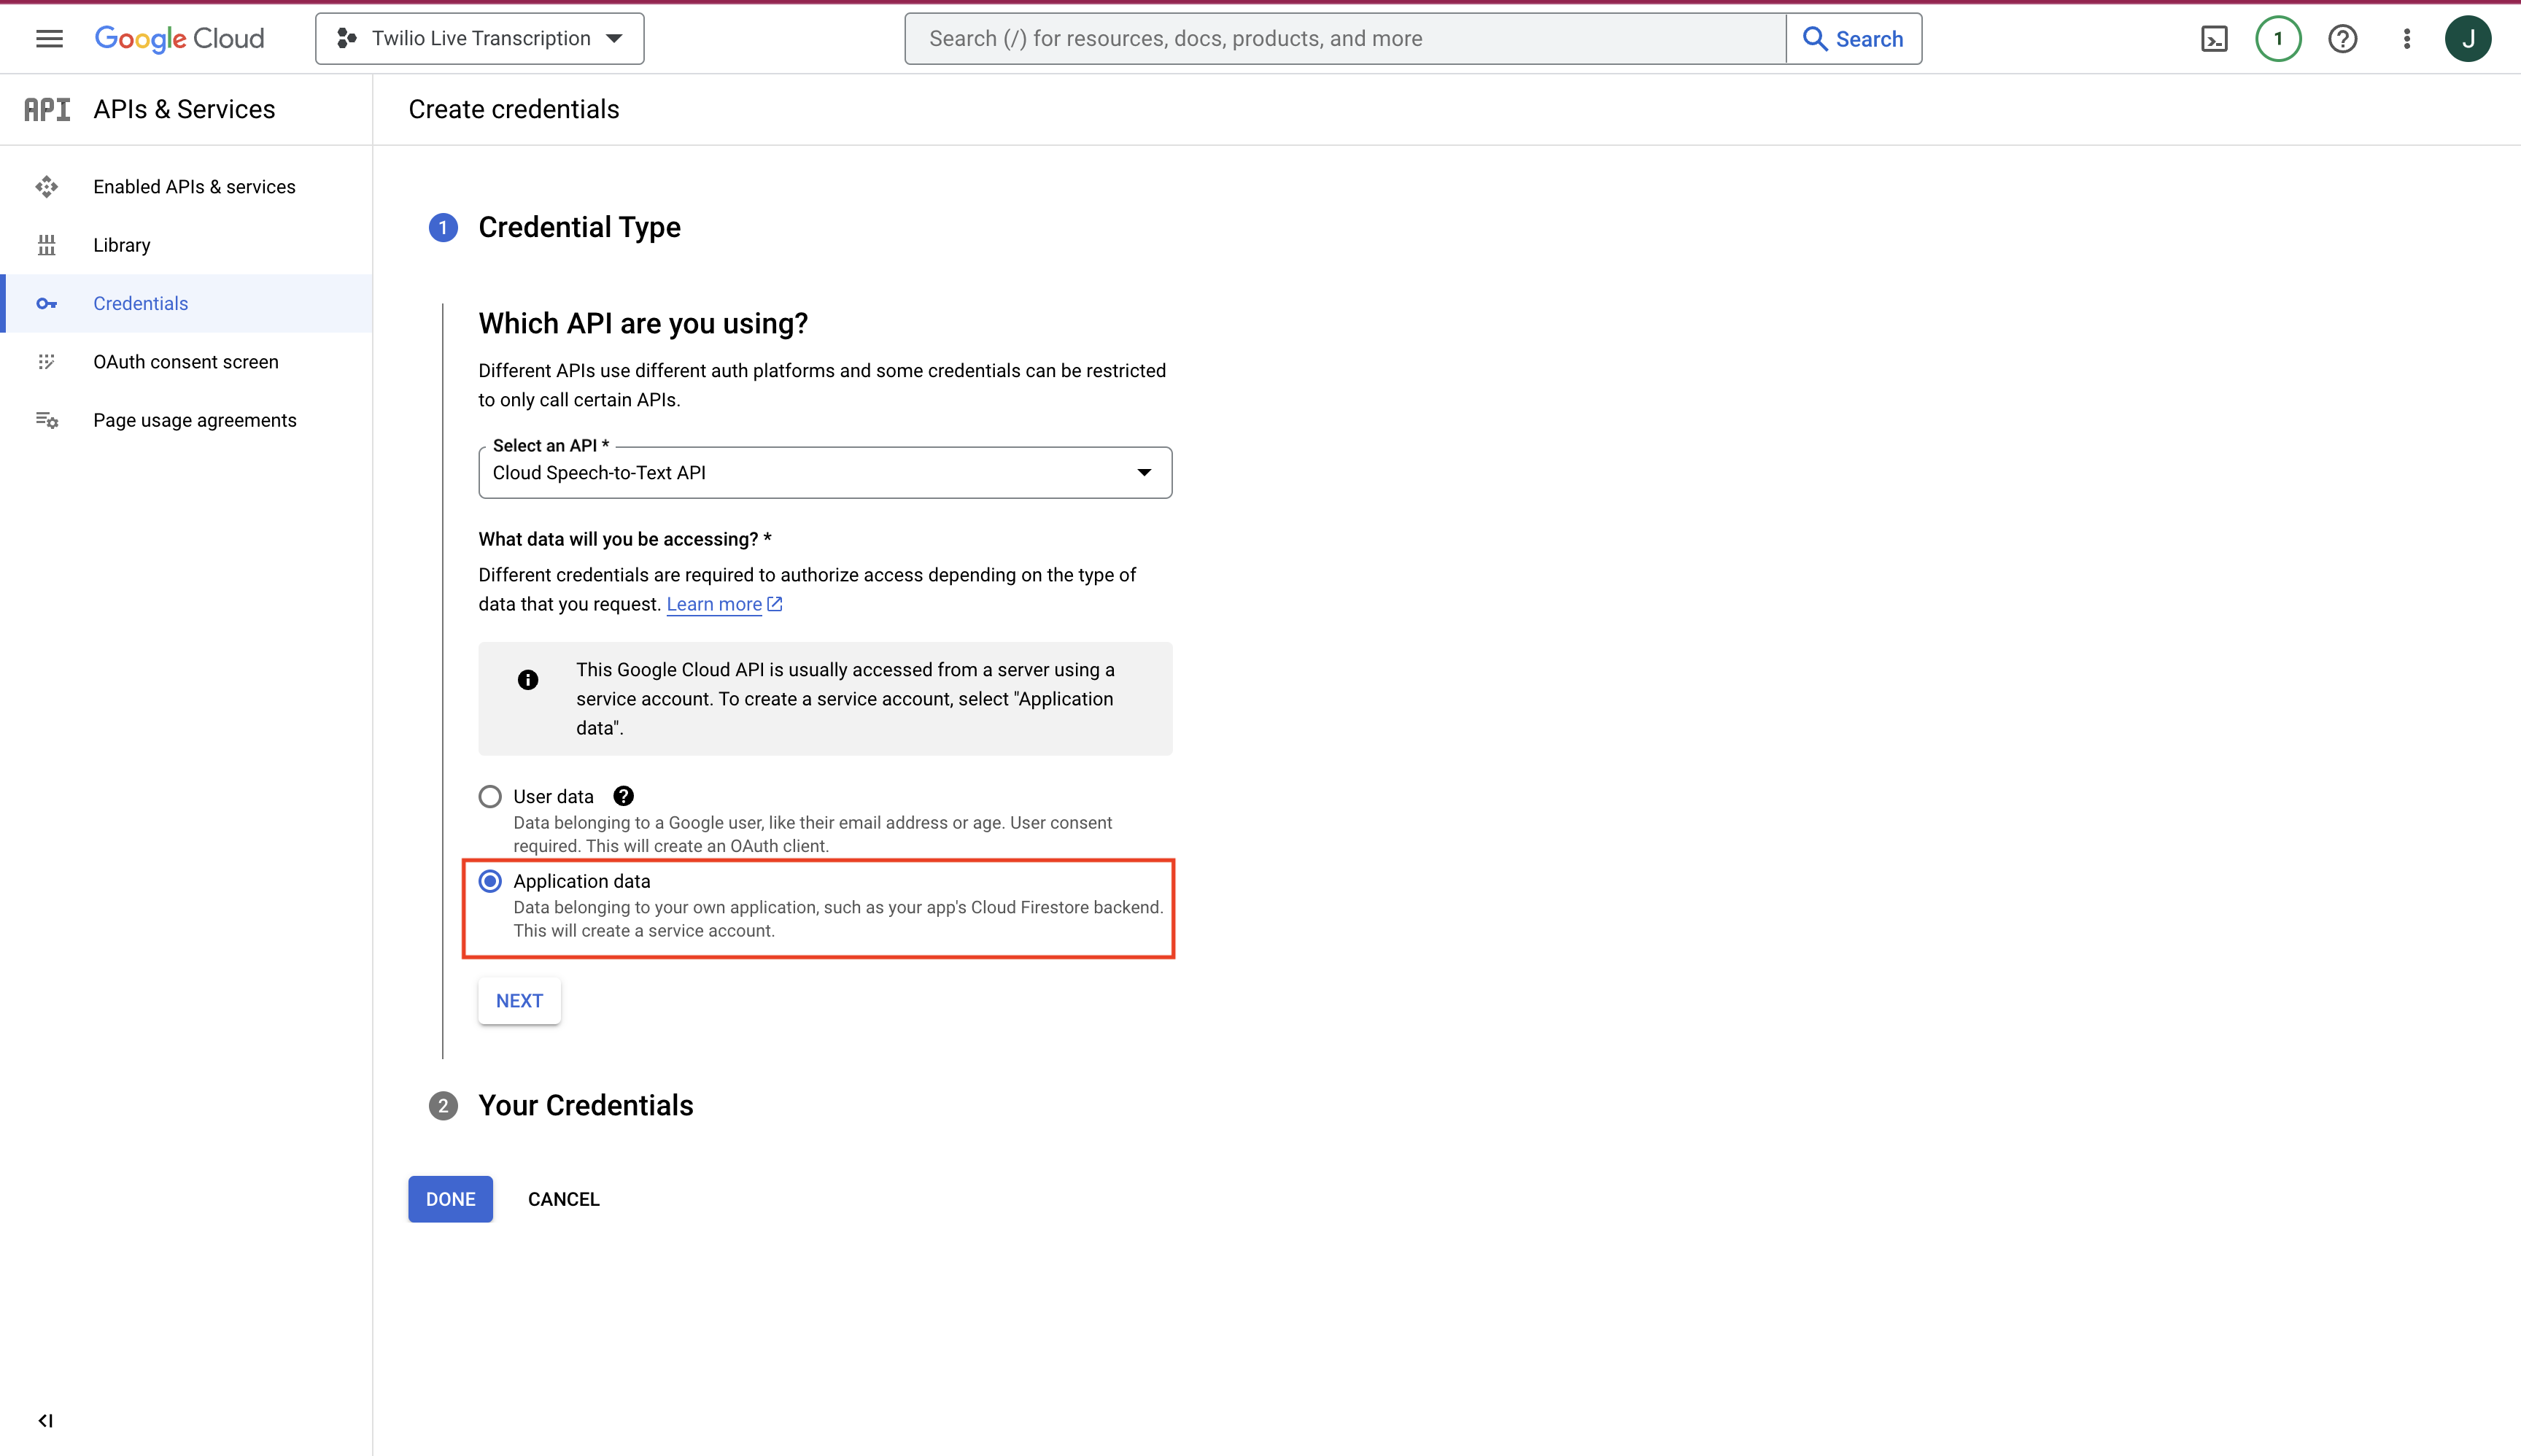 Google Cloud
Twilio Live Transcription
Search (/) for resources, docs, products, and more
Search
1
J
API
APIs & Services
Create credentials
Enabled APIs & services
Library
Credentials
OAuth consent screen
Page usage agreements
1
Credential Type
Which API are you using?
Different APIs use different auth platforms and some credentials can be restricted
to only call certain APIs.
Select an API *
Cloud Speech-to-Text API
What data will you be accessing? *
Different credentials are required to authorize access depending on the type of
data that you request. Learn more
This Google Cloud API is usually accessed from a server using a
service account. To create a service account, select "Application
data".
User data
Data belonging to a Google user, like their email address or age. User consent
required. This will create an OAuth client.
Application data
Data belonging to your own application, such as your app's Cloud Firestore backend.
This will create a service account.
NEXT
2
Your Credentials
DONE
CANCEL